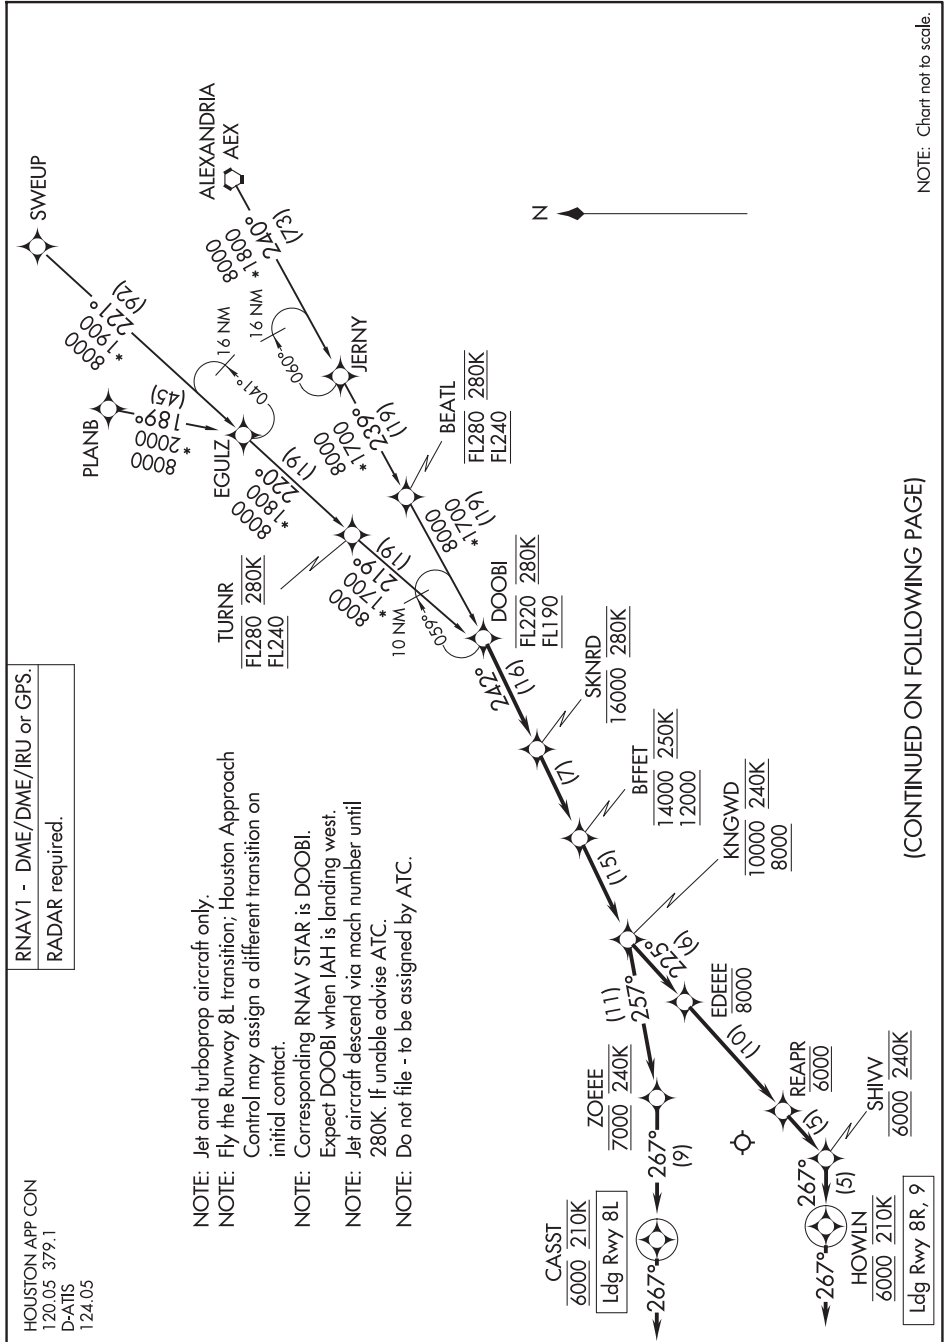 HOUSTON APP CON
120.05 379.1
D-ATIS
124.05
RNAV1 - DME/DME/IRU or GPS.
RADAR required.
NOTE: Jet and turboprop aircraft only.
NOTE: Fly the Runway 8L transition; Houston Approach
Control may assign a different transition on
initial contact.
NOTE: Corresponding RNAV STAR is DOOBI.
Expect DOOBI when IAH is landing west.
NOTE: Jet aircraft descend via mach number until
280K. If unable advise ATC.
NOTE: Do not file - to be assigned by ATC.
SWEUP
8000
*1900
221°
(92)
PLANB
8000
*2000
189°
(45)
ALEXANDRIA
AEX
8000
*1800
240°
(73)
EGULZ
041°
16 NM
8000
*1800
220°
(19)
JERNY
060°
16 NM
8000
*1700
239°
(19)
TURNR
FL280 280K
FL240
8000
*1700
219°
(19)
BEATL
FL280 280K
FL240
8000
*1700
(19)
10 NM
059°
DOOBI
FL220 280K
FL190
242°
(16)
SKNRD
16000 280K
(7)
BFFET
14000 250K
12000
(15)
KNGWD
10000 240K
8000
257°
(11)
225°
(6)
ZOEEE
7000 240K
267°
(9)
CASST
6000 210K
Ldg Rwy 8L
267°
EDEEE
8000
(10)
REAPR
6000
(5)
SHIVV
6000 240K
267°
(5)
HOWLN
6000 210K
Ldg Rwy 8R, 9
267°
N
NOTE: Chart not to scale.
(CONTINUED ON FOLLOWING PAGE)